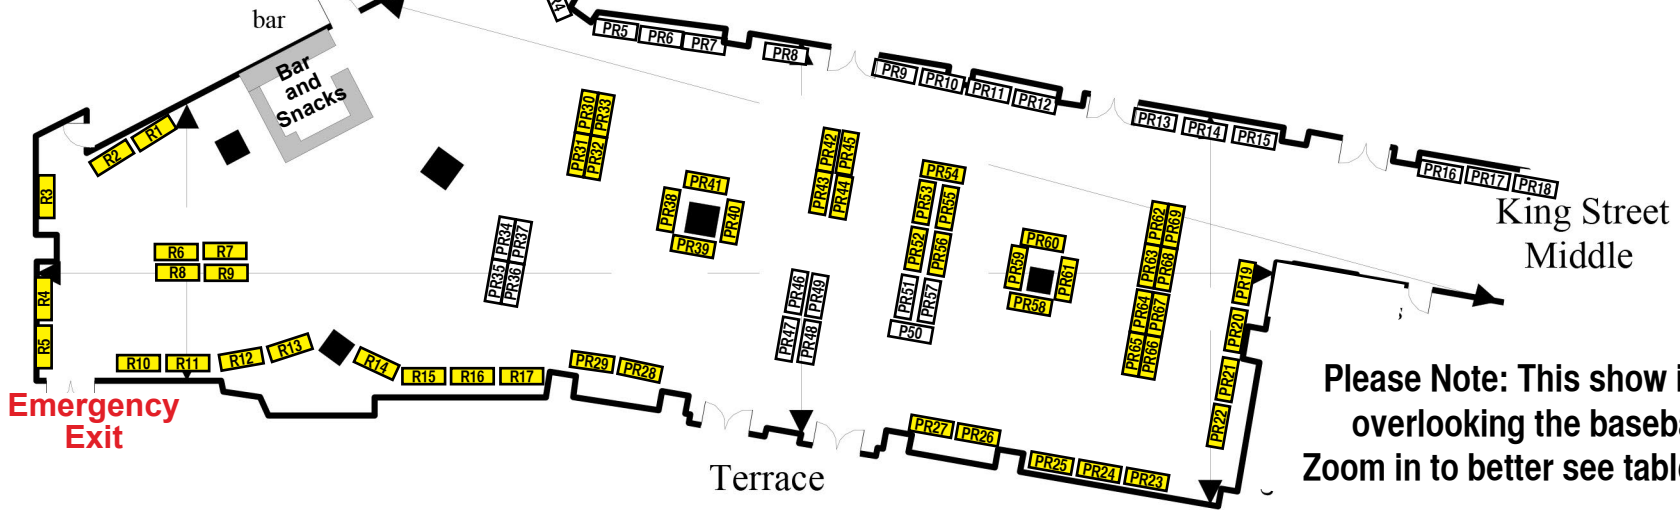 bar
Bar
and
Snacks
R4
PR5 PR6 PR7 PR8
PR9 PR10 PR11 PR12
PR13 PR14 PR15
PR16 PR17 PR18
King Street
Middle
R2 R1
R3
R6 R7
R8 R9
R4
R5
R10 R11 R12 R13
R14
R15 R16 R17
Emergency
Exit
PR30 PR33
PR31 PR32
PR34 PR37
PR35 PR36
PR41
PR38 PR40
PR39
PR29 PR28
PR42 PR45
PR43 PR44
PR46 PR49
PR47 PR48
PR54
PR53 PR55
PR52 PR56
PR51 PR57
P50
PR60
PR59 PR61
PR58
PR62 PR69
PR63 PR68
PR64 PR67
PR65 PR66
PR19
PR20
PR21
PR22
PR27 PR26
PR25 PR24 PR23
Terrace
Please Note: This show i
overlooking the baseba
Zoom in to better see table